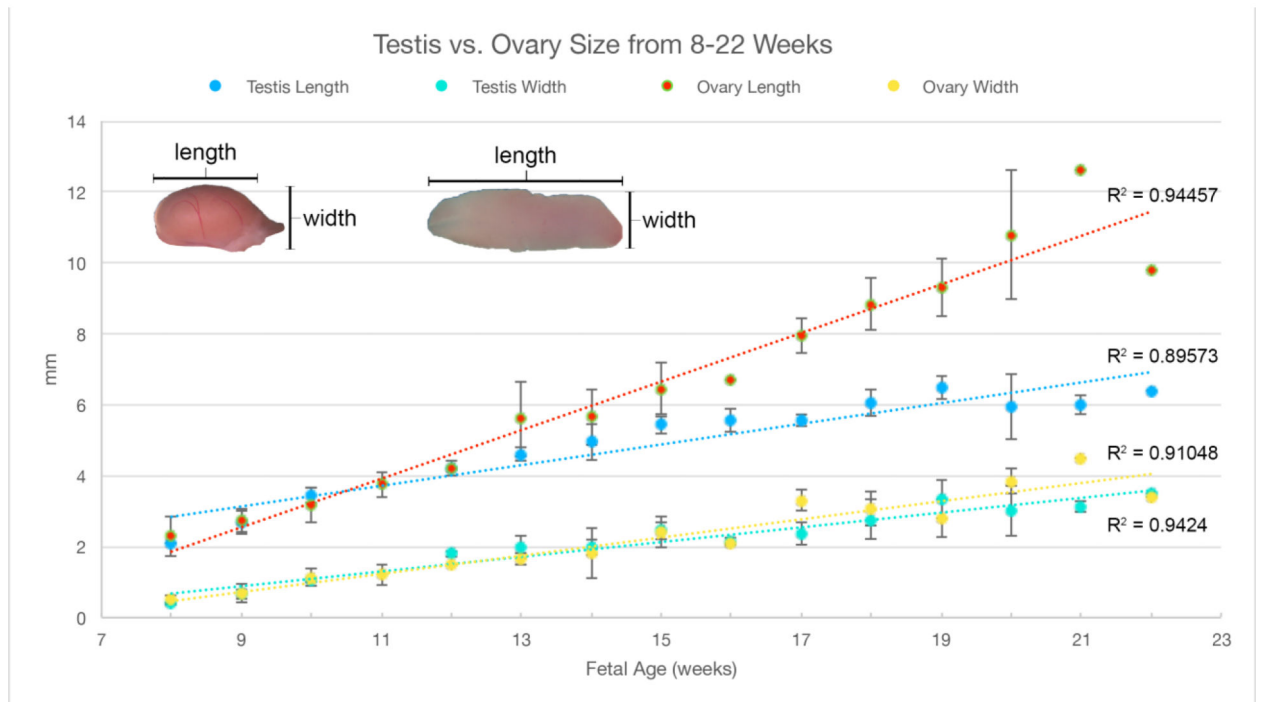 Testis vs. Ovary Size from 8-22 Weeks
Testis Length Testis Width Ovary Length Ovary Width
14
length length
width width
12
R² = 0.94457
10
8
R² = 0.89573
mm
6
R² = 0.91048
4
R² = 0.9424
2
0
7 9 11 13 15 17 19 21 23
Fetal Age (weeks)